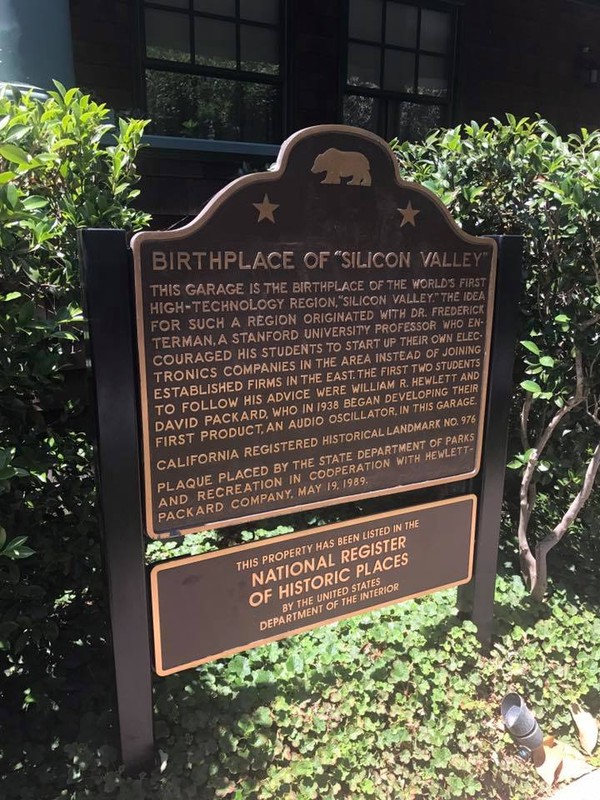 BIRTHPLACE OF "SILICON VALLEY"
THIS GARAGE IS THE BIRTHPLACE OF THE WORLD'S FIRST
HIGH-TECHNOLOGY REGION, "SILICON VALLEY." THE IDEA
FOR SUCH A REGION ORIGINATED WITH DR. FREDERICK
TERMAN, A STANFORD UNIVERSITY PROFESSOR WHO EN-
COURAGED HIS STUDENTS TO START UP THEIR OWN ELEC-
TRONICS COMPANIES IN THE AREA INSTEAD OF JOINING
ESTABLISHED FIRMS IN THE EAST. THE FIRST TWO STUDENTS
TO FOLLOW HIS ADVICE WERE WILLIAM R. HEWLETT AND
DAVID PACKARD, WHO IN 1938 BEGAN DEVELOPING THEIR
FIRST PRODUCT, AN AUDIO OSCILLATOR, IN THIS GARAGE.
CALIFORNIA REGISTERED HISTORICAL LANDMARK NO. 976
PLAQUE PLACED BY THE STATE DEPARTMENT OF PARKS
AND RECREATION IN COOPERATION WITH HEWLETT-
PACKARD COMPANY, MAY 19, 1989.
THIS PROPERTY HAS BEEN LISTED IN THE
NATIONAL REGISTER
OF HISTORIC PLACES
BY THE UNITED STATES
DEPARTMENT OF THE INTERIOR